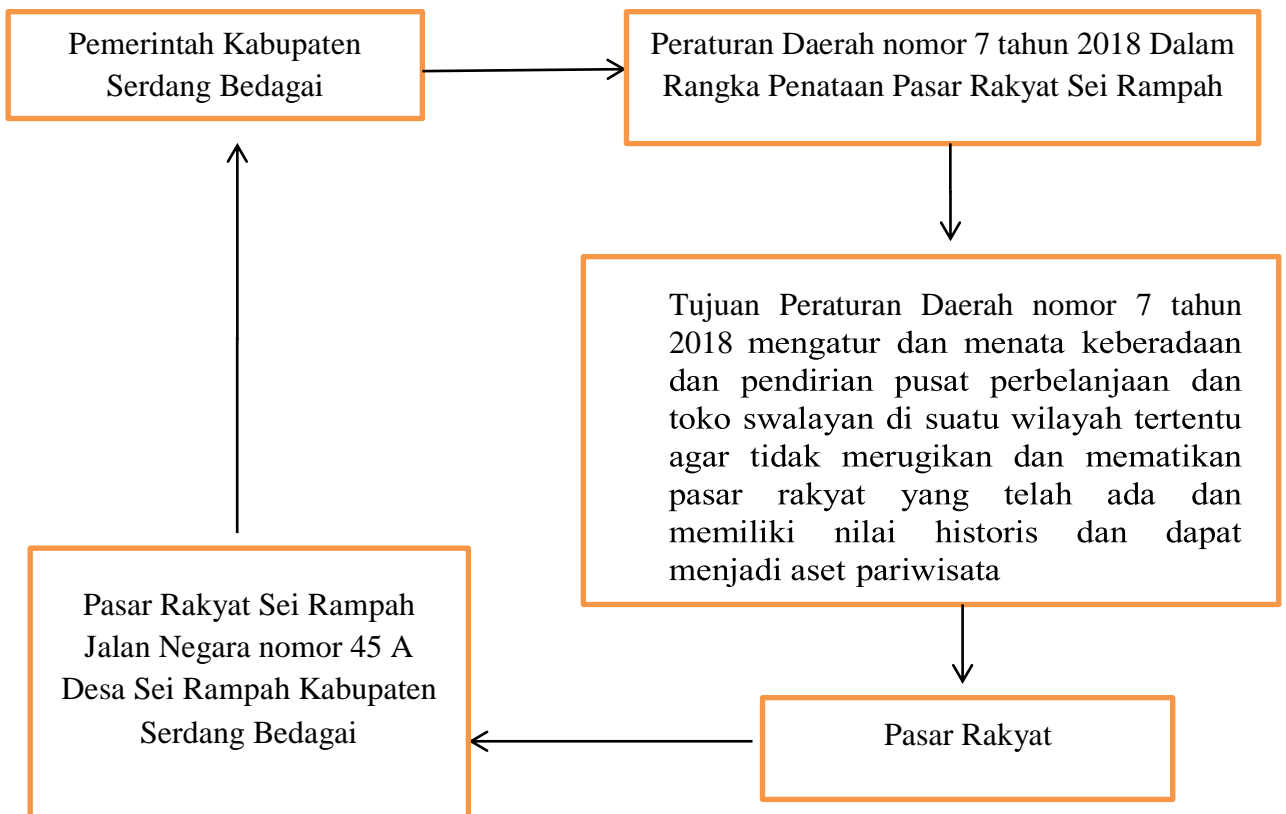 Pemerintah Kabupaten
Serdang Bedagai
Peraturan Daerah nomor 7 tahun 2018 Dalam
Rangka Penataan Pasar Rakyat Sei Rampah
Tujuan Peraturan Daerah nomor 7 tahun
2018 mengatur dan menata keberadaan
dan pendirian pusat perbelanjaan dan
toko swalayan di suatu wilayah tertentu
agar tidak merugikan dan mematikan
pasar rakyat yang telah ada dan
memiliki nilai historis dan dapat
menjadi aset pariwisata
Pasar Rakyat
Pasar Rakyat Sei Rampah
Jalan Negara nomor 45 A
Desa Sei Rampah Kabupaten
Serdang Bedagai